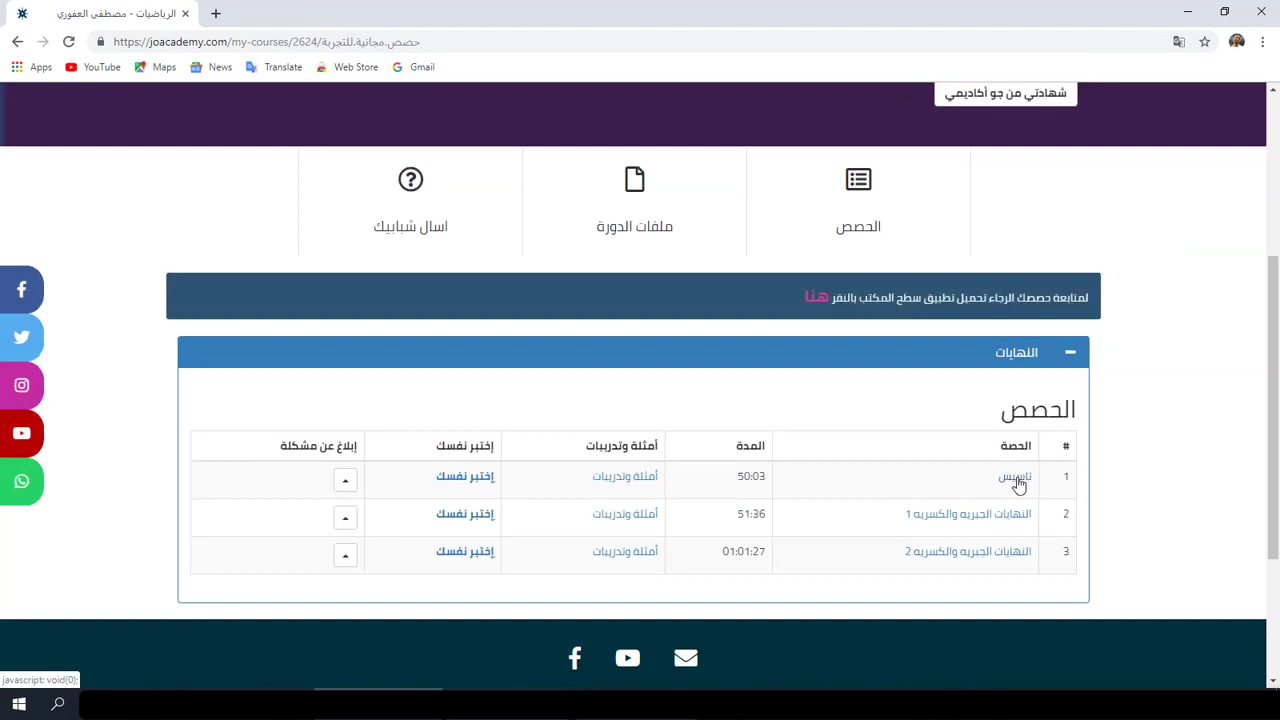 الرياضيات - مصطفى العفوري
https://joacademy.com/my-courses/2624/حصص.مجانية.للتجربة
Apps YouTube Maps News Translate Web Store Gmail
شهادتي من جو أكاديمي
الحصص ملفات الدورة اسال شبابيك
لمتابعة حصصك الرجاء تحميل تطبيق سطح المكتب بالنقر هنا
النهايات
الحصص
# الحصة المدة أمثلة وتدريبات إختبر نفسك إبلاغ عن مشكلة
1 تاسيس 50:03 أمثلة وتدريبات إختبر نفسك
2 النهايات الجبريه والكسريه 1 51:36 أمثلة وتدريبات إختبر نفسك
3 النهايات الجبريه والكسريه 2 01:01:27 أمثلة وتدريبات إختبر نفسك
javascript: void(0);